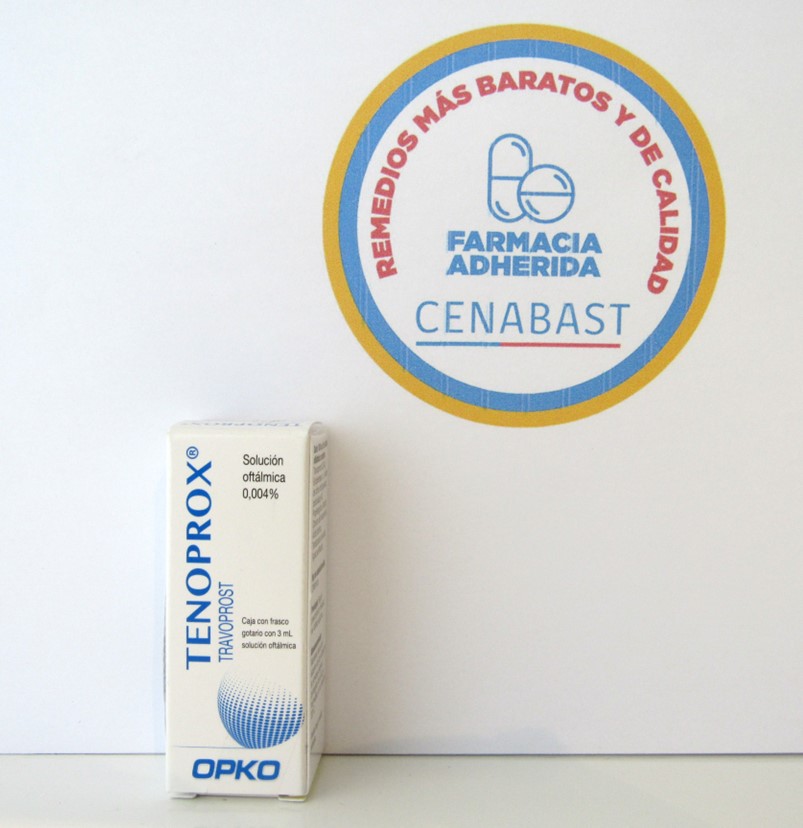 REMEDIOS MÁS BARATOS Y DE CALIDAD
FARMACIA
ADHERIDA
CENABAST
TENOPROX
TENOPROX®
TRAVOPROST
Solución
oftálmica
0,004%
Caja con frasco
gotario con 3 mL
solución oftálmica
OPKO